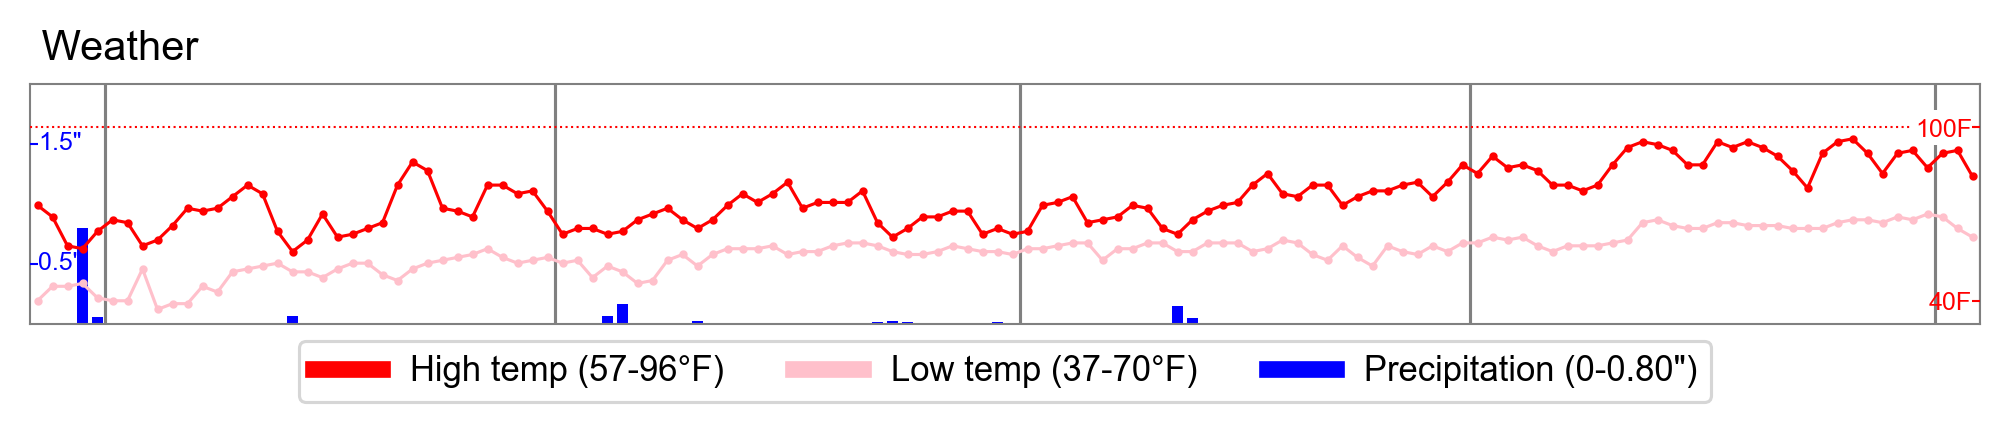 Weather
1.5"
100F
0.5"
40F
High temp (57-96°F) Low temp (37-70°F) Precipitation (0-0.80")